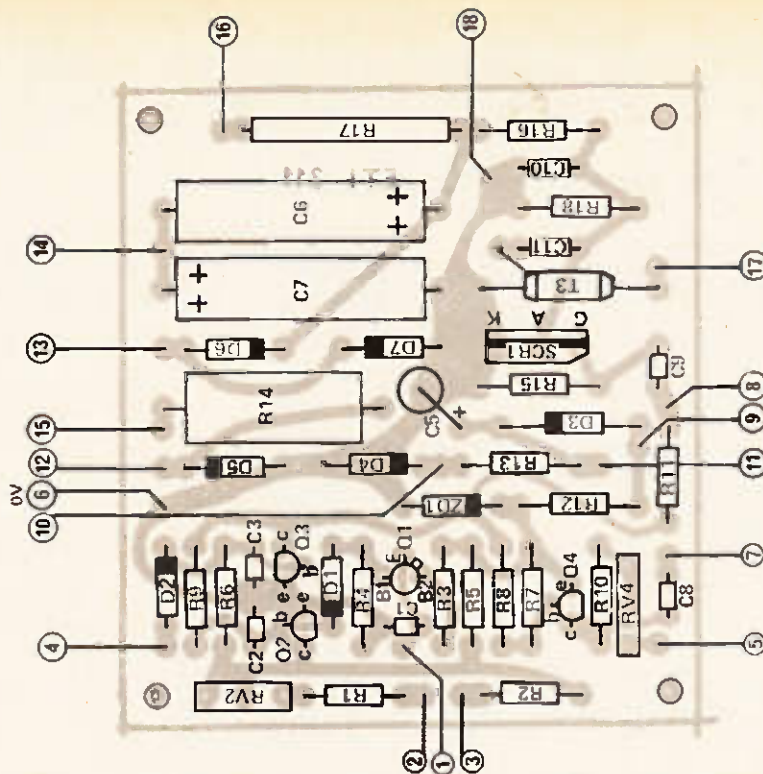 16
18
R17
R16
C10
C6
++
R18
14
C11
++
C7
T3
17
K
A
G
13
D6
D7
SCR1
C9
R15
8
15
R14
C5
+
D3
9
12
D5
D4
R13
11
0V
6
10
ZD1
R12
R11
C3
Q3
c
b
e
D2
R9
R6
D1
R4
B1
E
B2
Q1
C1
R3
R5
R8
R7
Q4
e
b
c
R10
RV4
7
C8
4
C2
Q2
b
e
c
5
RV2
R1
R2
2
1
3